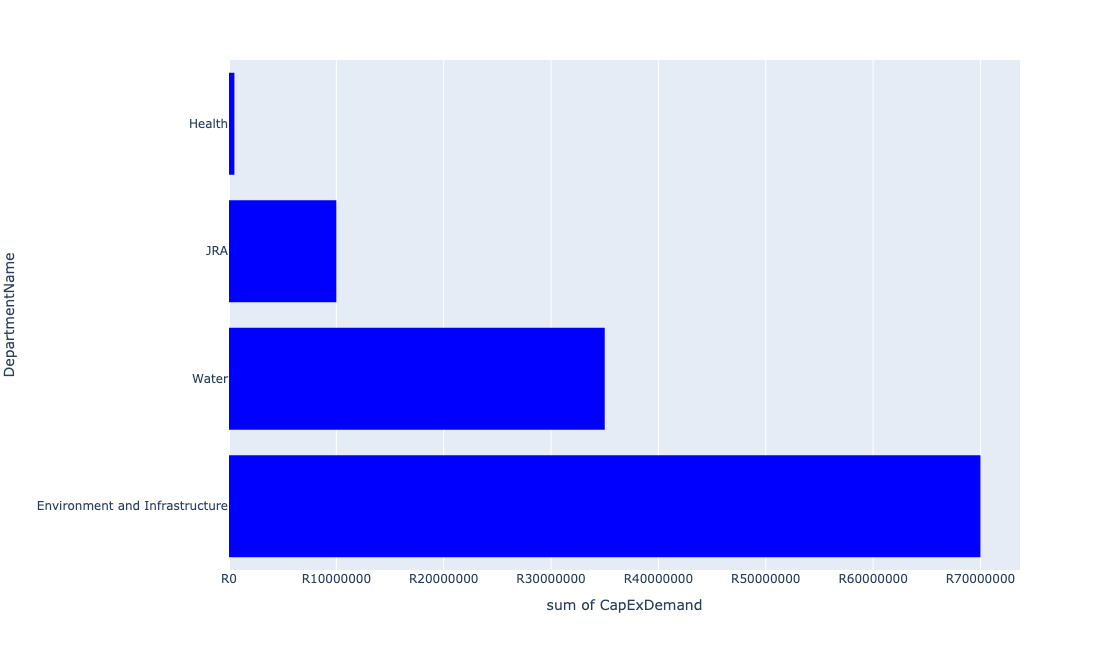 DepartmentName
Health
JRA
Water
Environment and Infrastructure
R0 R10000000 R20000000 R30000000 R40000000 R50000000 R60000000 R70000000
sum of CapExDemand